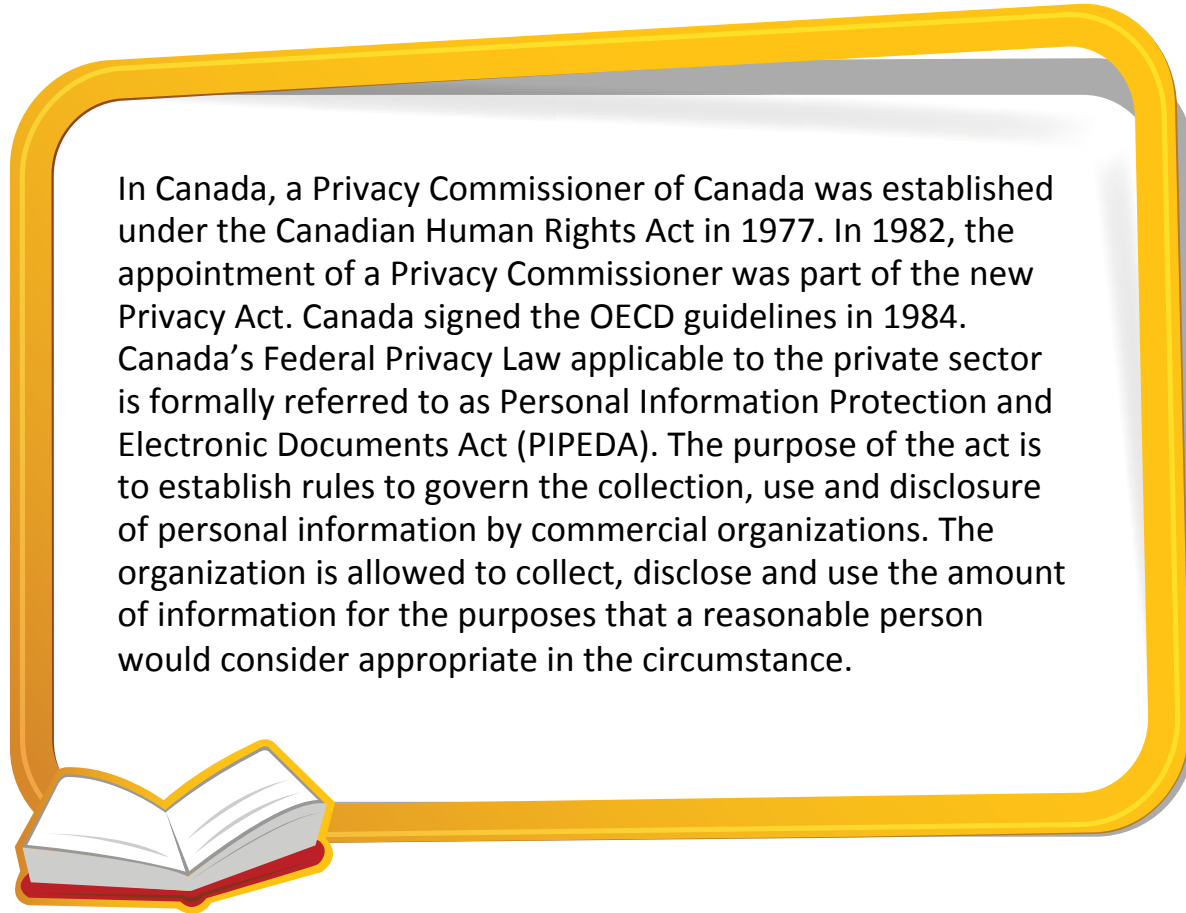 In Canada, a Privacy Commissioner of Canada was established
under the Canadian Human Rights Act in 1977. In 1982, the
appointment of a Privacy Commissioner was part of the new
Privacy Act. Canada signed the OECD guidelines in 1984.
Canada’s Federal Privacy Law applicable to the private sector
is formally referred to as Personal Information Protection and
Electronic Documents Act (PIPEDA). The purpose of the act is
to establish rules to govern the collection, use and disclosure
of personal information by commercial organizations. The
organization is allowed to collect, disclose and use the amount
of information for the purposes that a reasonable person
would consider appropriate in the circumstance.